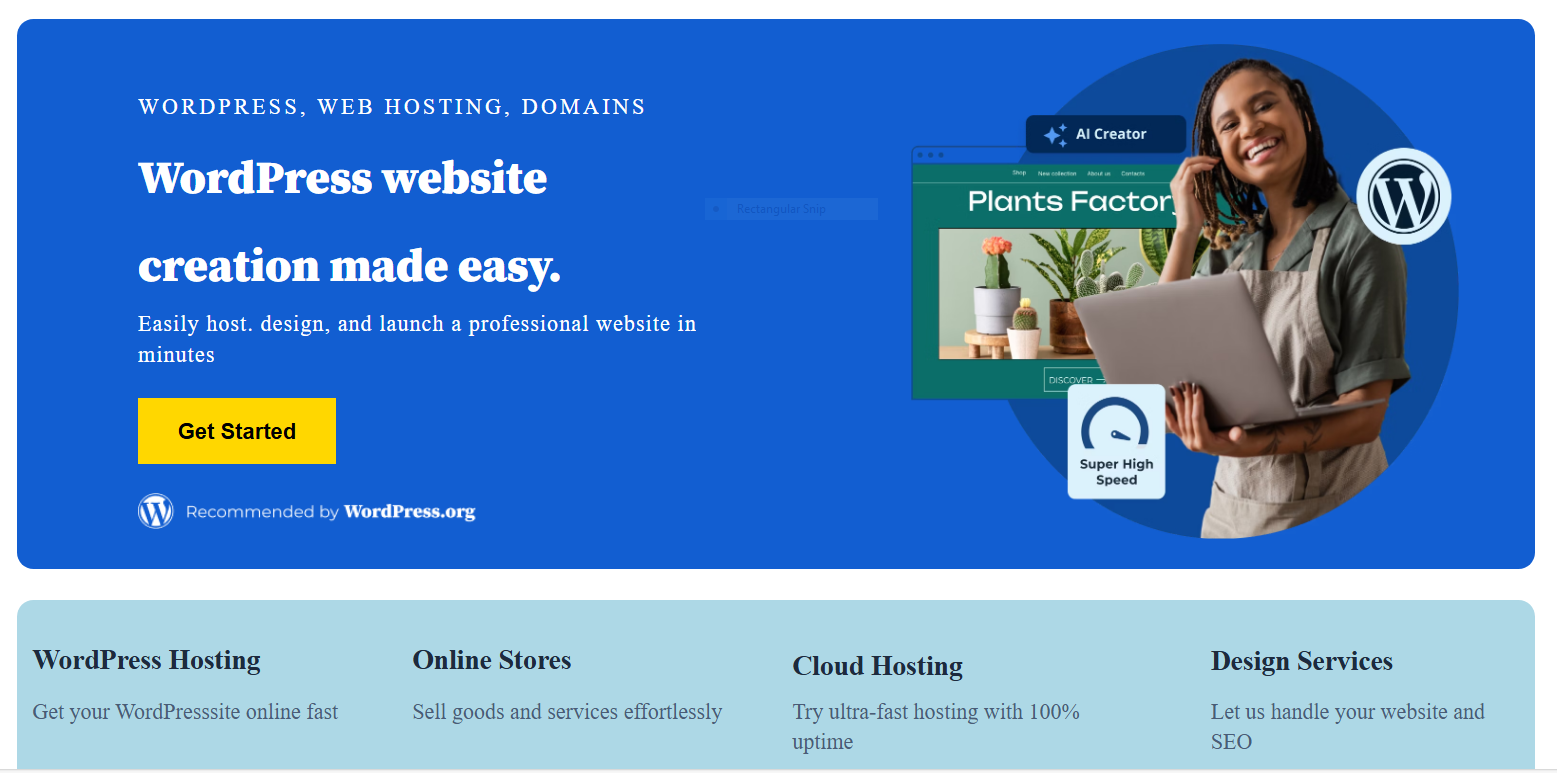 WORDPRESS, WEB HOSTING, DOMAINS
WordPress website
creation made easy.
Easily host. design, and launch a professional website in
minutes
Get Started
Recommended by WordPress.org
Rectangular Snip
AI Creator
Shop New collection About us Contacts
Plants Factory
DISCOVER
Super High
Speed
WordPress Hosting
Get your WordPresssite online fast
Online Stores
Sell goods and services effortlessly
Cloud Hosting
Try ultra-fast hosting with 100%
uptime
Design Services
Let us handle your website and
SEO